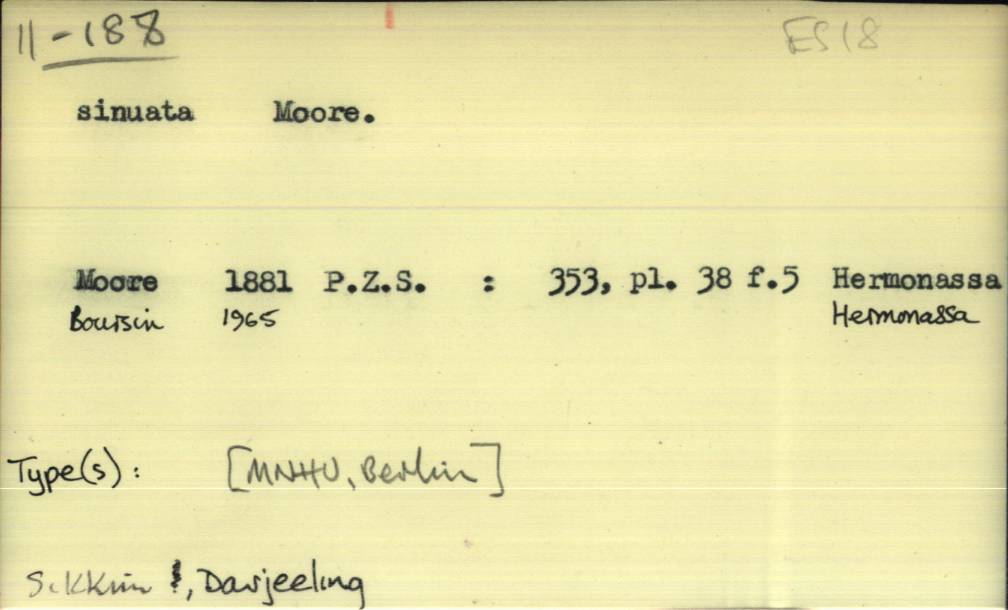 11-188 ES18
sinuata Moore.
Moore 1881 P.Z.S. : 353, pl. 38 f.5 Hermonassa
Boursin 1965 Hermonassa
Type(s): [MNHU, Berlin]
Sikkim, Darjeeling